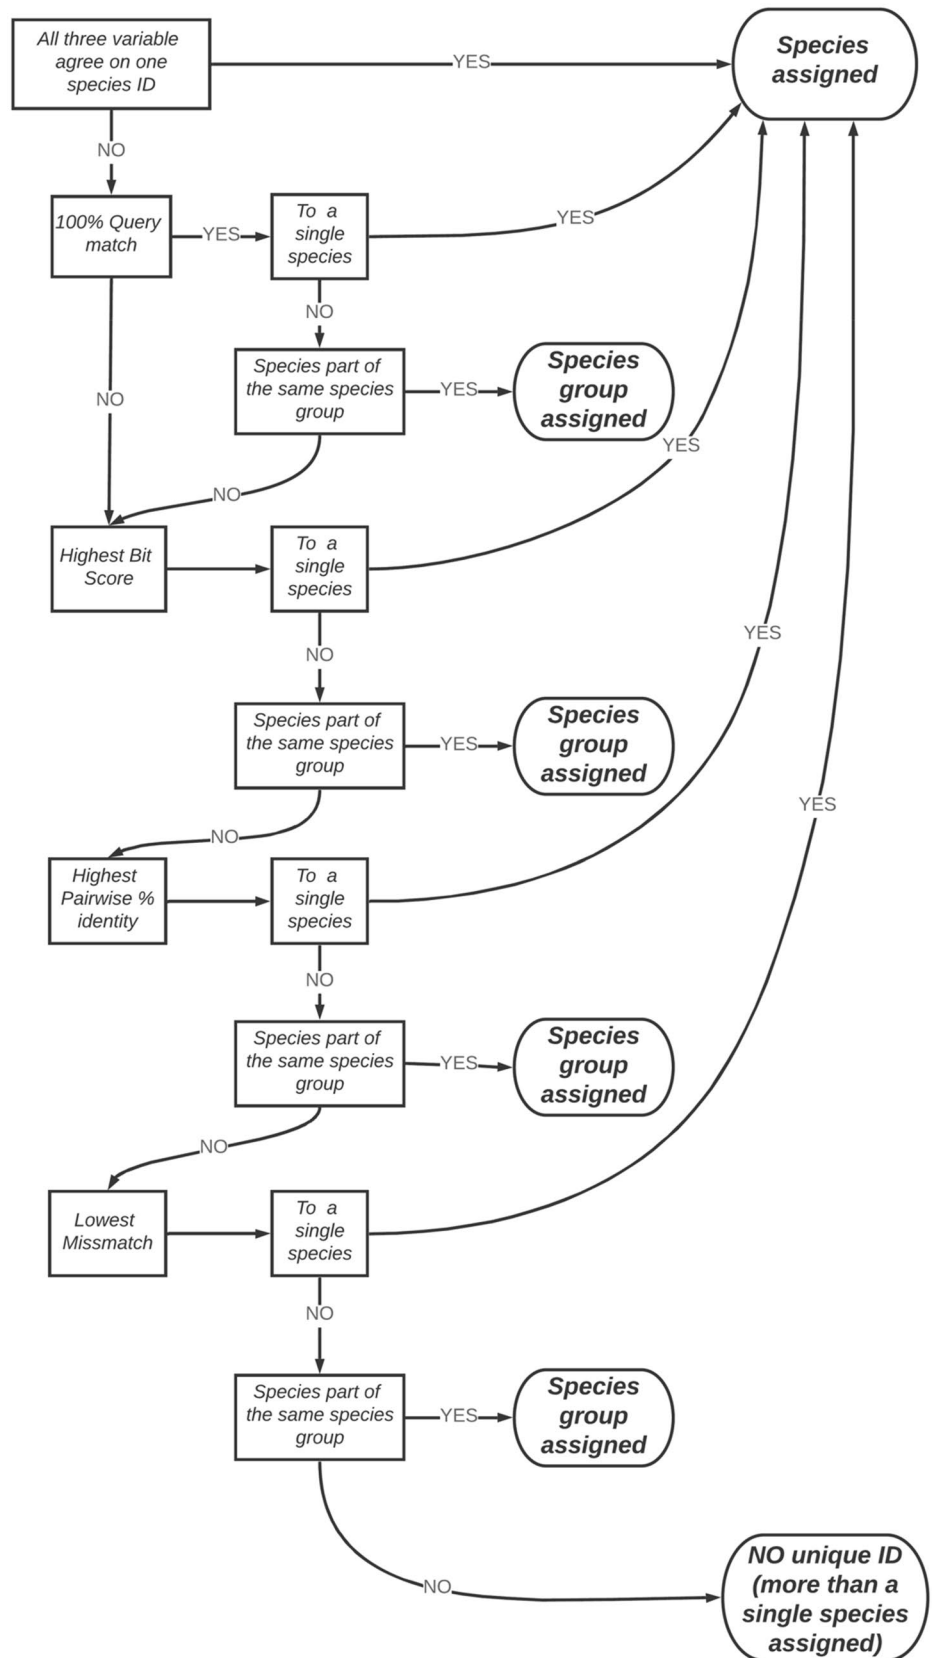 All three variable
agree on one
species ID
YES
Species
assigned
NO
100% Query
match
YES
To a
single
species
YES
NO
NO
Species part of
the same species
group
YES
Species
group
assigned
NO
YES
Highest Bit
Score
To a
single
species
NO
YES
Species part of
the same species
group
YES
Species
group
assigned
NO
YES
Highest
Pairwise %
identity
To a
single
species
NO
Species part of
the same species
group
YES
Species
group
assigned
NO
Lowest
Missmatch
To a
single
species
NO
Species part of
the same species
group
YES
Species
group
assigned
NO
NO unique ID
(more than a
single species
assigned)